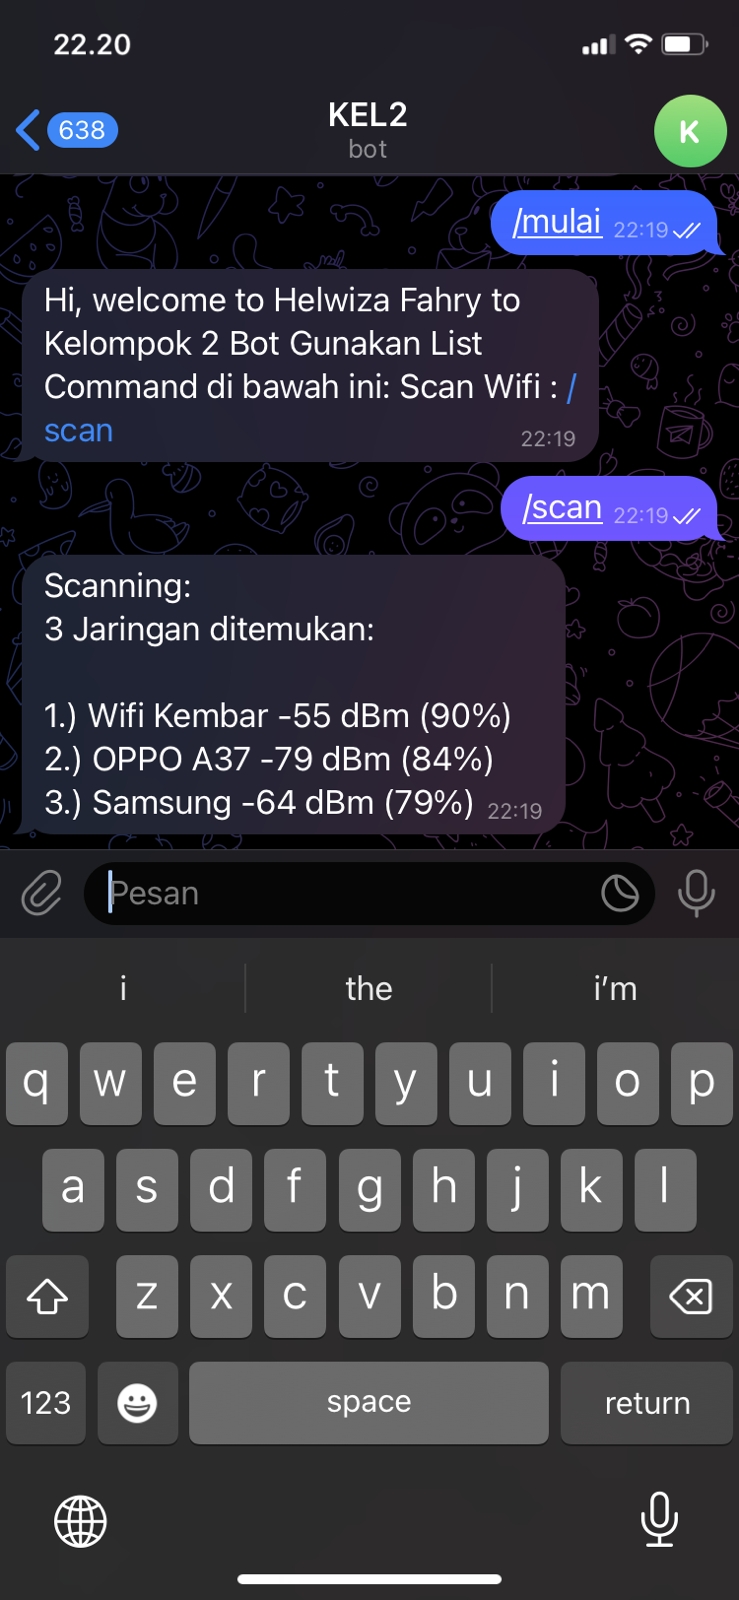 22.20
638
KEL2
bot
K
/mulai 22:19
Hi, welcome to Helwiza Fahry to
Kelompok 2 Bot Gunakan List
Command di bawah ini: Scan Wifi : /
scan 22:19
/scan 22:19
Scanning:
3 Jaringan ditemukan:
1.) Wifi Kembar -55 dBm (90%)
2.) OPPO A37 -79 dBm (84%)
3.) Samsung -64 dBm (79%) 22:19
Pesan
i the i'm
q w e r t y u i o p
a s d f g h j k l
z x c v b n m
123 space return